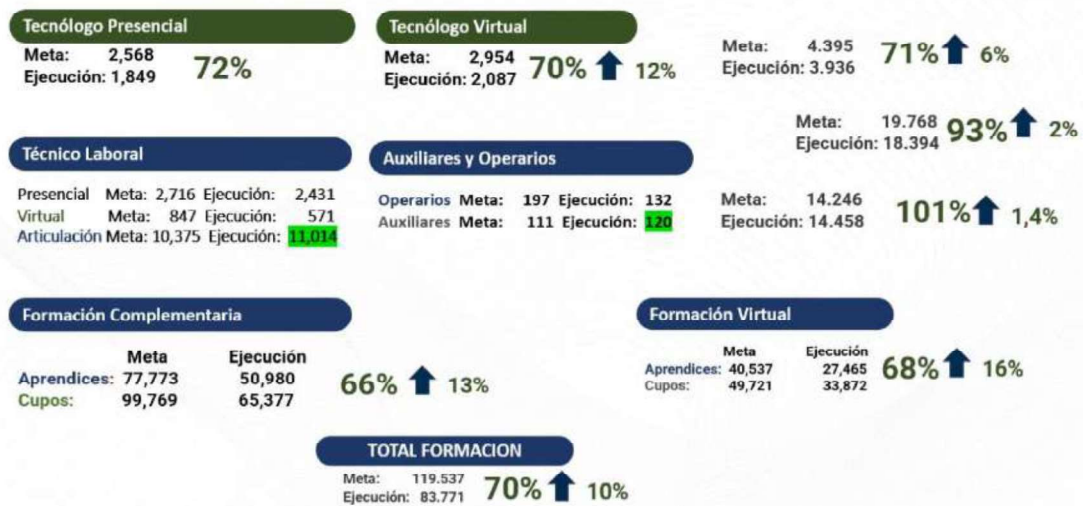 Tecnólogo Presencial
Meta: 2,568
Ejecución: 1,849
72%
Tecnólogo Virtual
Meta: 2,954
Ejecución: 2,087
70% 12%
Meta: 4.395
Ejecución: 3.936
71% 6%
Meta: 19.768
Ejecución: 18.394
93% 2%
Técnico Laboral
Presencial Meta: 2,716 Ejecución: 2,431
Virtual Meta: 847 Ejecución: 571
Articulación Meta: 10,375 Ejecución: 11,014
Auxiliares y Operarios
Operarios Meta: 197 Ejecución: 132
Auxiliares Meta: 111 Ejecución: 120
Meta: 14.246
Ejecución: 14.458
101% 1,4%
Formación Complementaria
Meta Ejecución
Aprendices: 77,773 50,980
Cupos: 99,769 65,377
66% 13%
Formación Virtual
Meta Ejecución
Aprendices: 40,537 27,465
Cupos: 49,721 33,872
68% 16%
TOTAL FORMACION
Meta: 119.537
Ejecución: 83.771
70% 10%